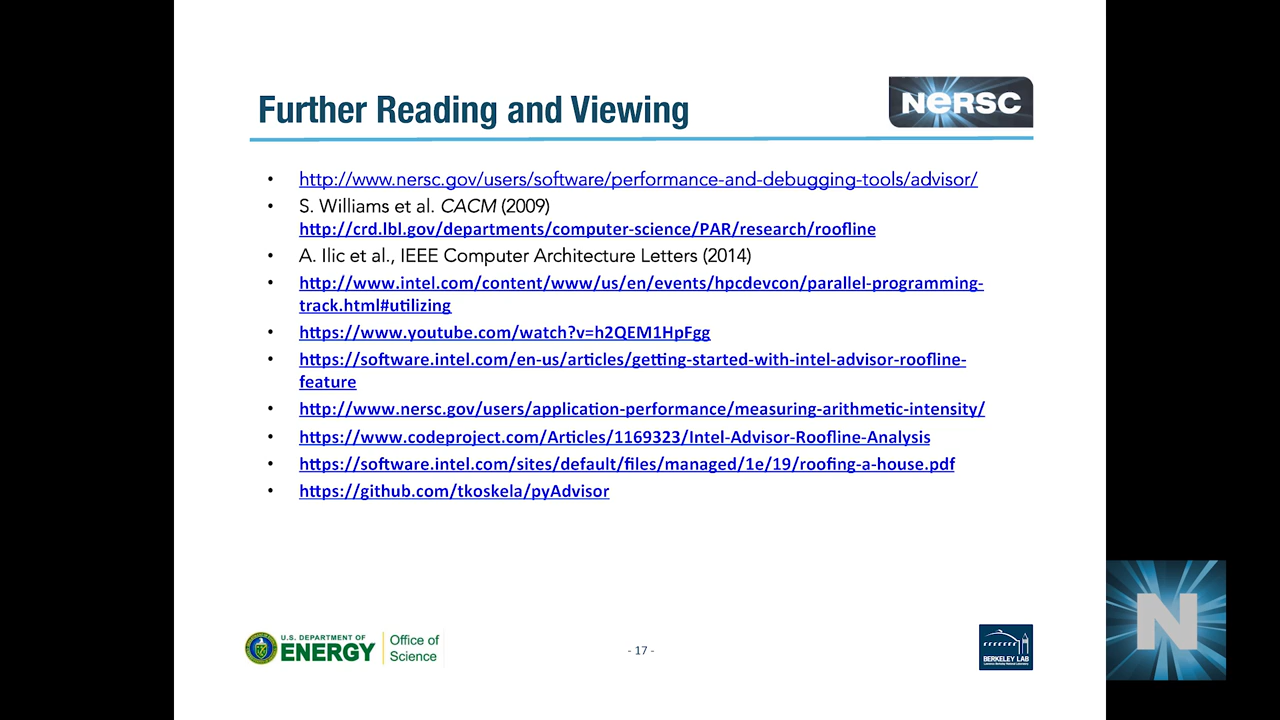 Further Reading and Viewing
NERSC
• http://www.nersc.gov/users/software/performance-and-debugging-tools/advisor/
• S. Williams et al. CACM (2009)
http://crd.lbl.gov/departments/computer-science/PAR/research/roofline
• A. Ilic et al., IEEE Computer Architecture Letters (2014)
• http://www.intel.com/content/www/us/en/events/hpcdevcon/parallel-programming-
track.html#utilizing
• https://www.youtube.com/watch?v=h2QEM1HpFgg
• https://software.intel.com/en-us/articles/getting-started-with-intel-advisor-roofline-
feature
• http://www.nersc.gov/users/application-performance/measuring-arithmetic-intensity/
• https://www.codeproject.com/Articles/1169323/Intel-Advisor-Roofline-Analysis
• https://software.intel.com/sites/default/files/managed/1e/19/roofing-a-house.pdf
• https://github.com/tkoskela/pyAdvisor
U.S. DEPARTMENT OF
ENERGY
Office of
Science
- 17 -
BERKELEY LAB
N